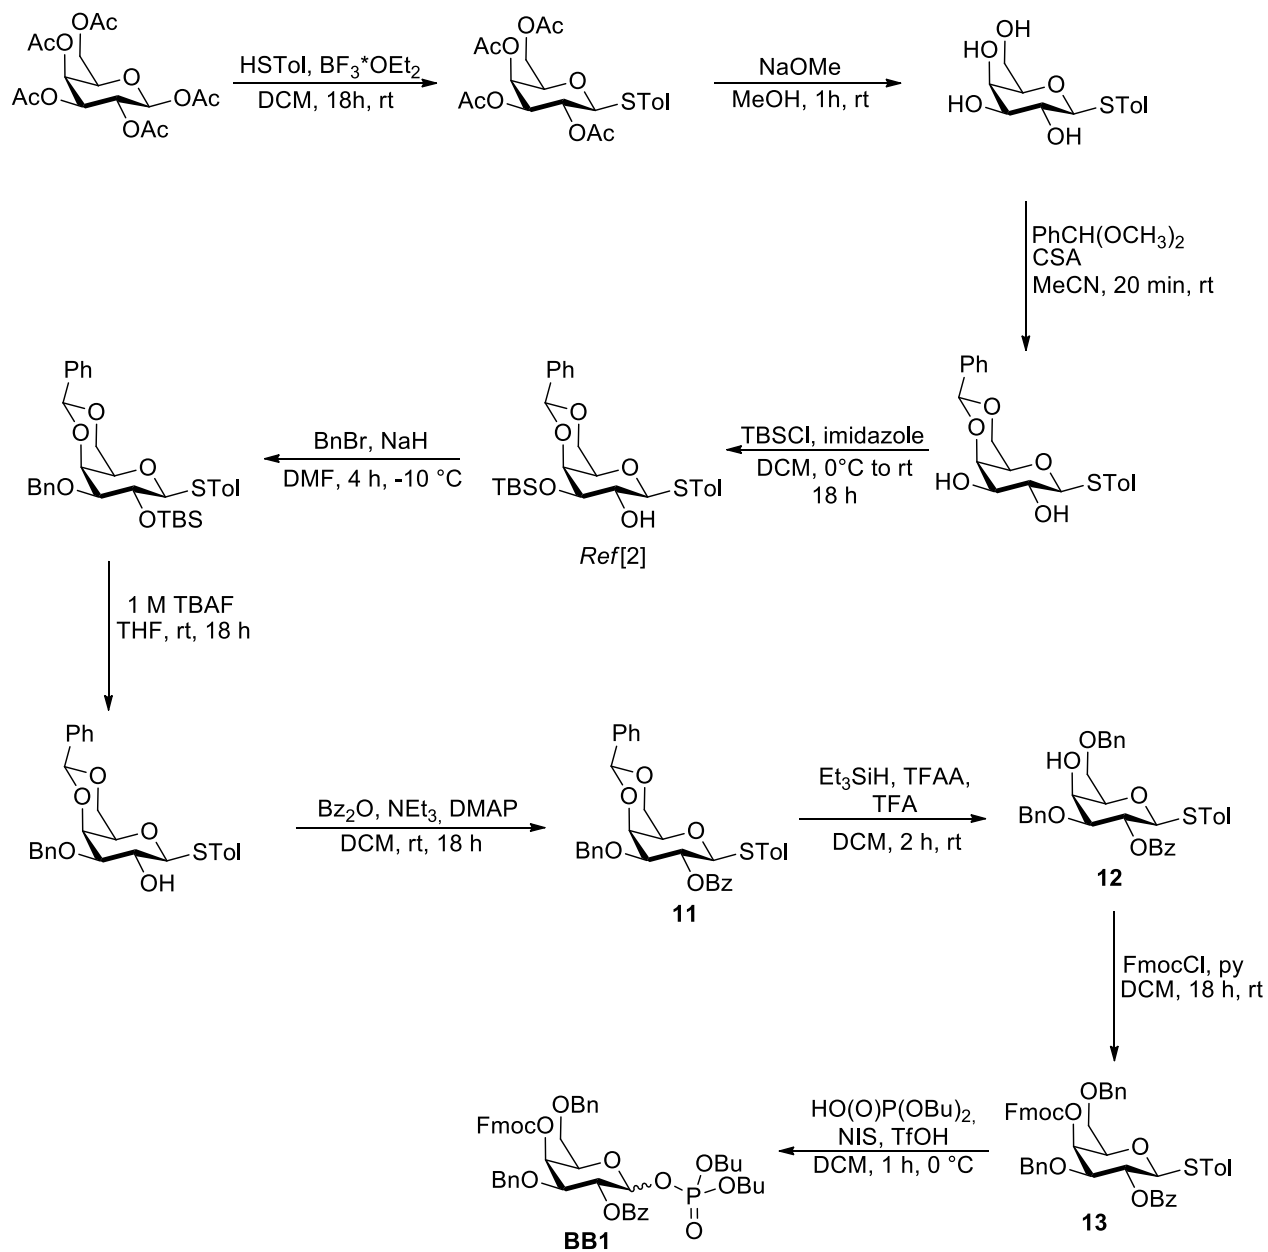 OAc
AcO
AcO
O
OAc
OAc
HSTol, BF3*OEt2
DCM, 18h, rt
OAc
AcO
AcO
O
STol
OAc
NaOMe
MeOH, 1h, rt
OH
HO
HO
O
STol
OH
PhCH(OCH3)2
CSA
MeCN, 20 min, rt
Ph
O
O
O
HO
STol
OH
TBSCl, imidazole
DCM, 0°C to rt
18 h
Ph
O
O
O
TBSO
STol
OH
Ref[2]
BnBr, NaH
DMF, 4 h, -10 °C
Ph
O
O
O
BnO
STol
OTBS
1 M TBAF
THF, rt, 18 h
Ph
O
O
O
BnO
STol
OH
Bz2O, NEt3, DMAP
DCM, rt, 18 h
Ph
O
O
O
BnO
STol
OBz
11
Et3SiH, TFAA,
TFA
DCM, 2 h, rt
OBn
HO
O
BnO
STol
OBz
12
FmocCl, py
DCM, 18 h, rt
OBn
FmocO
O
BnO
STol
OBz
13
HO(O)P(OBu)2,
NIS, TfOH
DCM, 1 h, 0 °C
OBn
FmocO
O
BnO
O
P
OBu
OBu
O
OBz
BB1